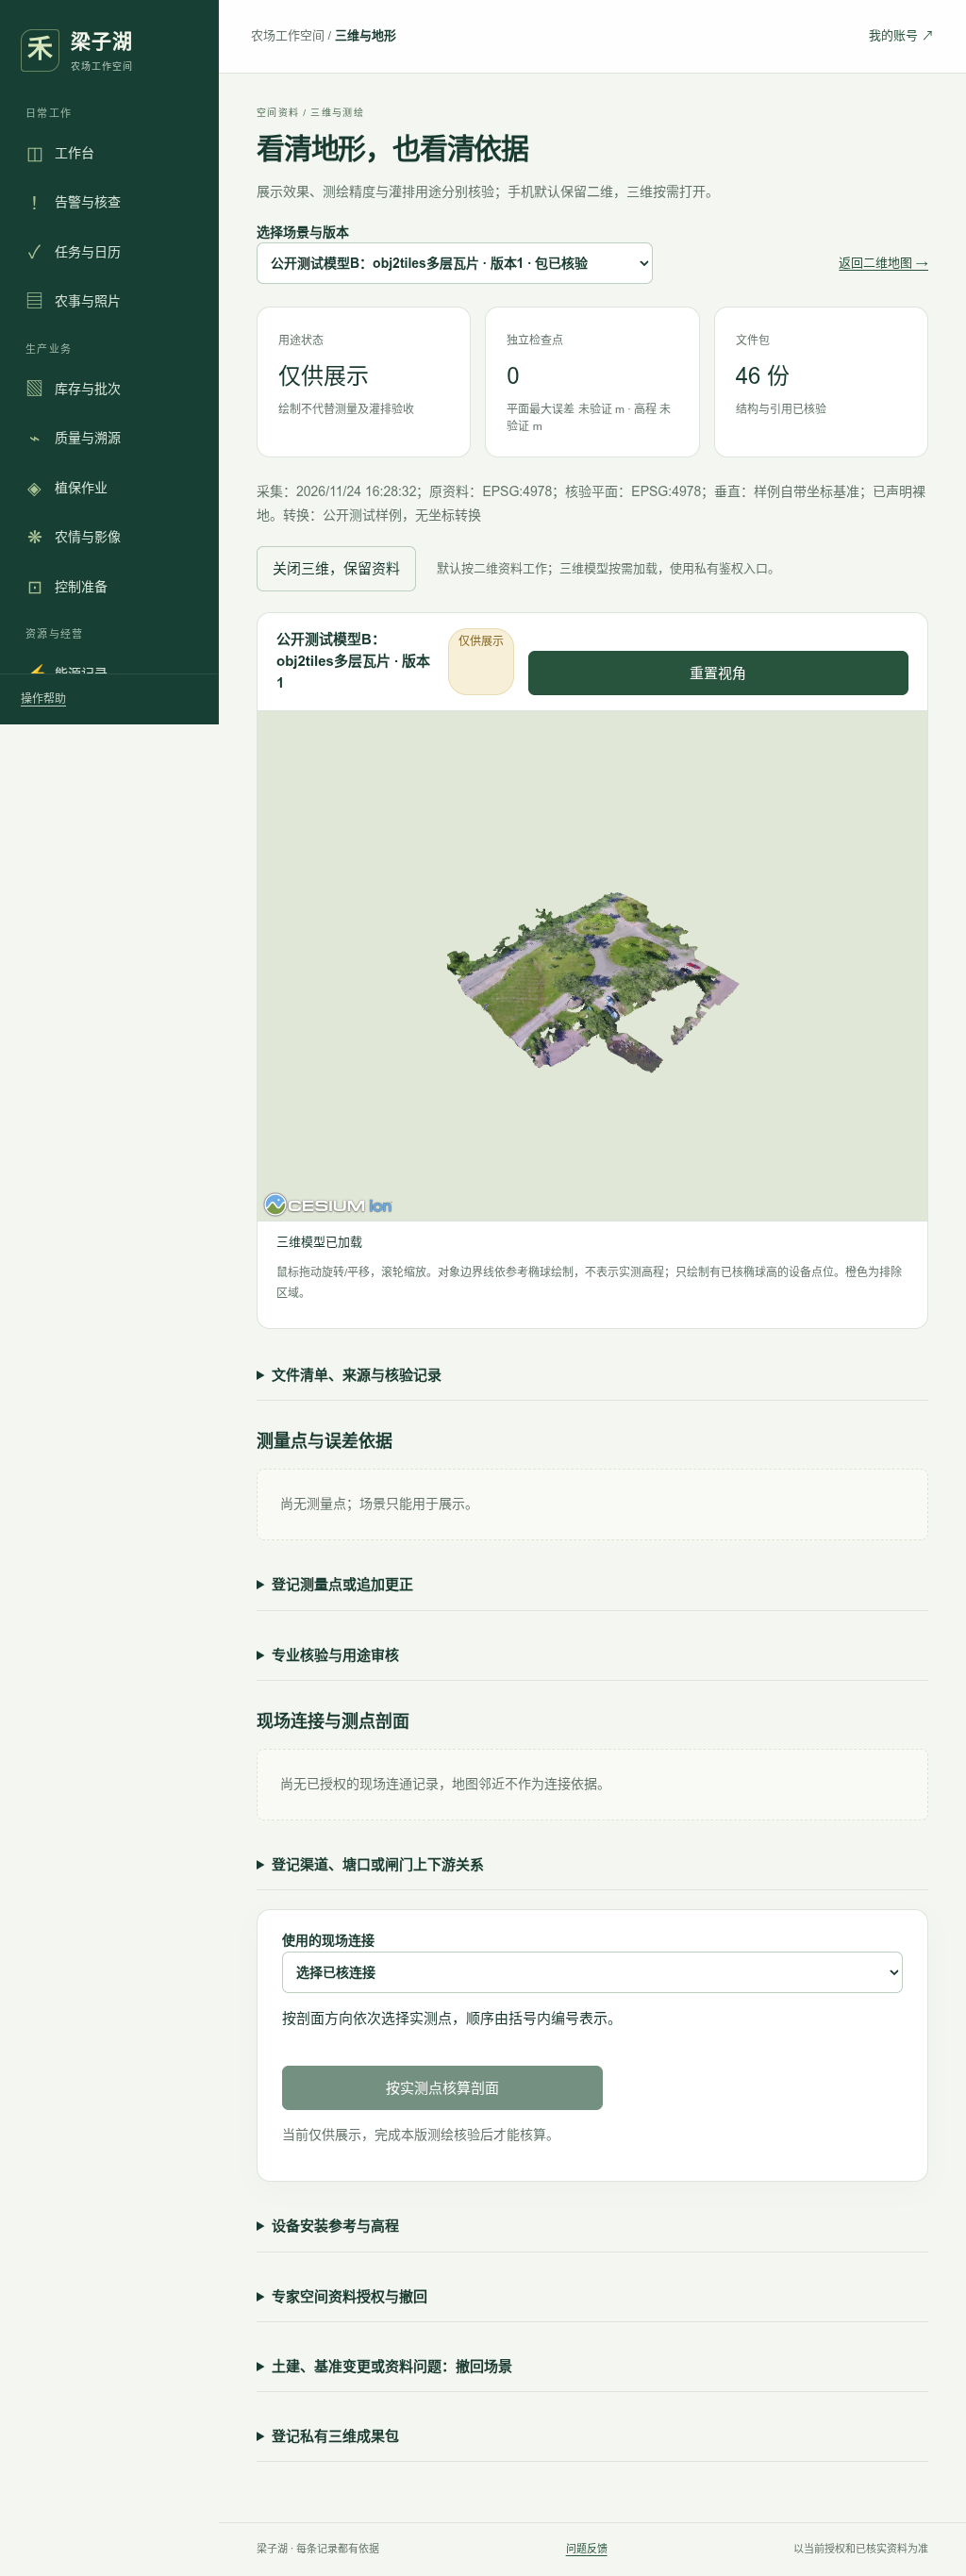 禾
梁子湖
农场工作空间
日常工作
工作台
告警与核查
任务与日历
农事与照片
生产业务
库存与批次
质量与溯源
植保作业
农情与影像
控制准备
资源与经营
能源记录
操作帮助
农场工作空间 / 三维与地形
我的账号 ↗
空间资料 / 三维与测绘
看清地形，也看清依据
展示效果、测绘精度与灌排用途分别核验；手机默认保留二维，三维按需打开。
选择场景与版本
公开测试模型B：obj2tiles多层瓦片 · 版本1 · 包已核验
返回二维地图 →
用途状态
仅供展示
绘制不代替测量及灌排验收
独立检查点
0
平面最大误差 未验证 m · 高程 未
验证 m
文件包
46 份
结构与引用已核验
采集：2026/11/24 16:28:32；原资料：EPSG:4978；核验平面：EPSG:4978；垂直：样例自带坐标基准；已声明裸
地。转换：公开测试样例，无坐标转换
关闭三维，保留资料
默认按二维资料工作；三维模型按需加载，使用私有鉴权入口。
公开测试模型B：
obj2tiles多层瓦片 · 版本
1
仅供展示
重置视角
CESIUM ion
三维模型已加载
鼠标拖动旋转/平移，滚轮缩放。对象边界线依参考椭球绘制，不表示实测高程；只绘制有已核椭球高的设备点位。橙色为排除
区域。
文件清单、来源与核验记录
测量点与误差依据
尚无测量点；场景只能用于展示。
登记测量点或追加更正
专业核验与用途审核
现场连接与测点剖面
尚无已授权的现场连通记录，地图邻近不作为连接依据。
登记渠道、塘口或闸门上下游关系
使用的现场连接
选择已核连接
按剖面方向依次选择实测点，顺序由括号内编号表示。
按实测点核算剖面
当前仅供展示，完成本版测绘核验后才能核算。
设备安装参考与高程
专家空间资料授权与撤回
土建、基准变更或资料问题：撤回场景
登记私有三维成果包
梁子湖 · 每条记录都有依据
问题反馈
以当前授权和已核实资料为准